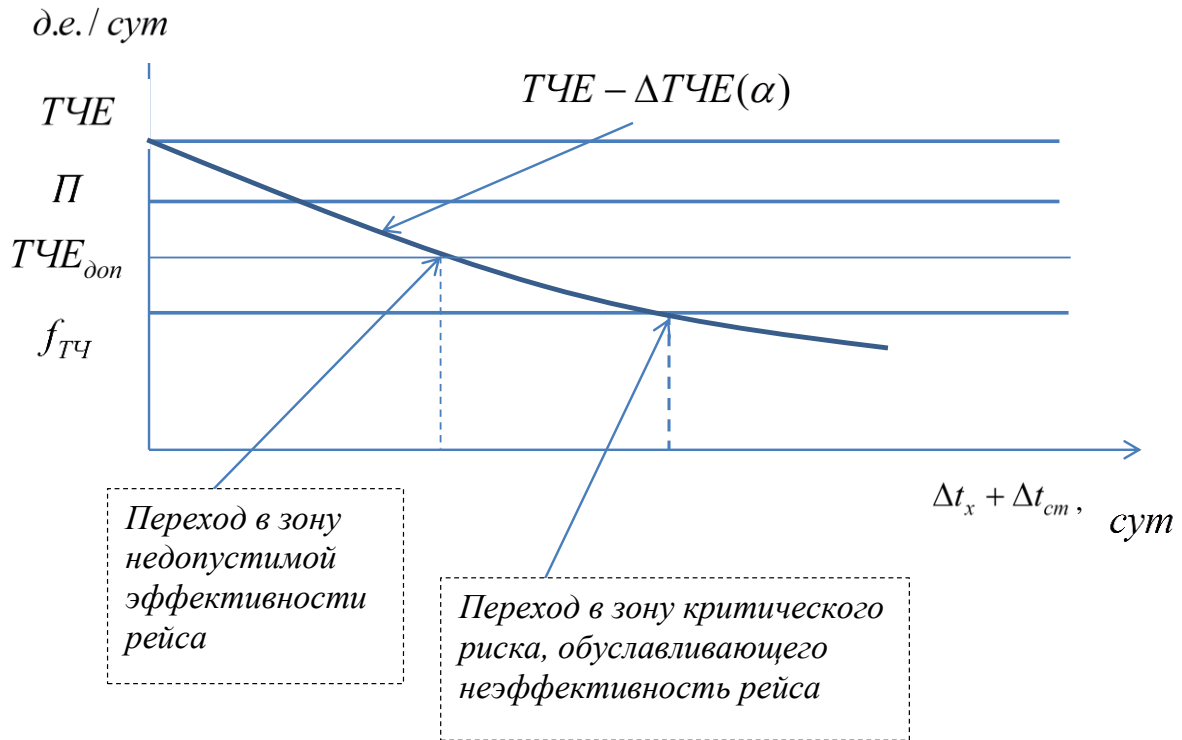 д.е. / сут
ТЧЕ
ТЧЕ – ΔТЧЕ(α)
П
ТЧЕ_доп
f_ТЧ
Δt_x + Δt_ст , сут
Переход в зону
недопустимой
эффективности
рейса
Переход в зону критического
риска, обуславливающего
неэффективность рейса